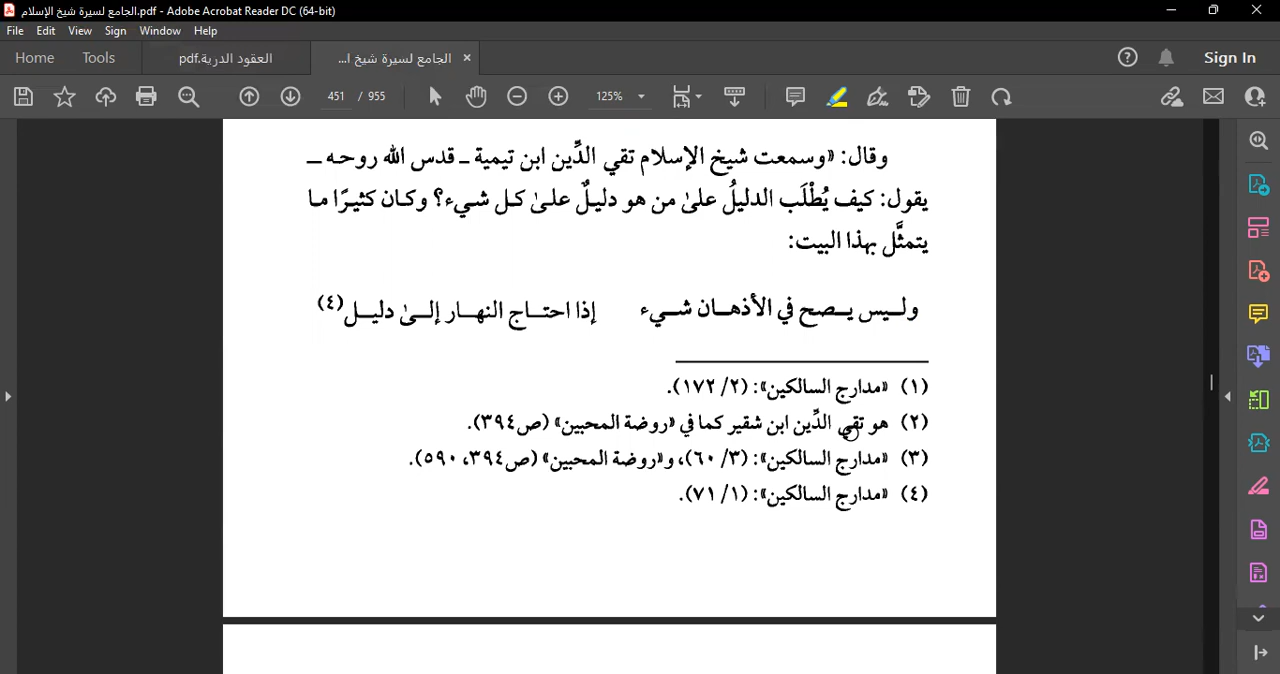 الجامع لسيرة شيخ الإسلام.pdf - Adobe Acrobat Reader DC (64-bit)
File Edit View Sign Window Help
Home Tools العقود الدرية.pdf الجامع لسيرة شيخ ا... × Sign In
451 / 955 125%
وقال: «وسمعت شيخ الإسلام تقي الدِّين ابن تيمية ـ قدس الله روحه ـ
يقول: كيف يُطْلَب الدليلُ علىٰ من هو دليلٌ علىٰ كل شيء؟ وكان كثيرًا ما
يتمثَّل بهذا البيت:
وليس يصح في الأذهان شيء إذا احتاج النهار إلىٰ دليل(٤)
(١) «مدارج السالكين»: (٢/ ١٧٢).
(٢) هو تقي الدِّين ابن شقير كما في «روضة المحبين» (ص٣٩٤).
(٣) «مدارج السالكين»: (٣/ ٦٠)، و«روضة المحبين» (ص٣٩٤، ٥٩٠).
(٤) «مدارج السالكين»: (١/ ٧١).